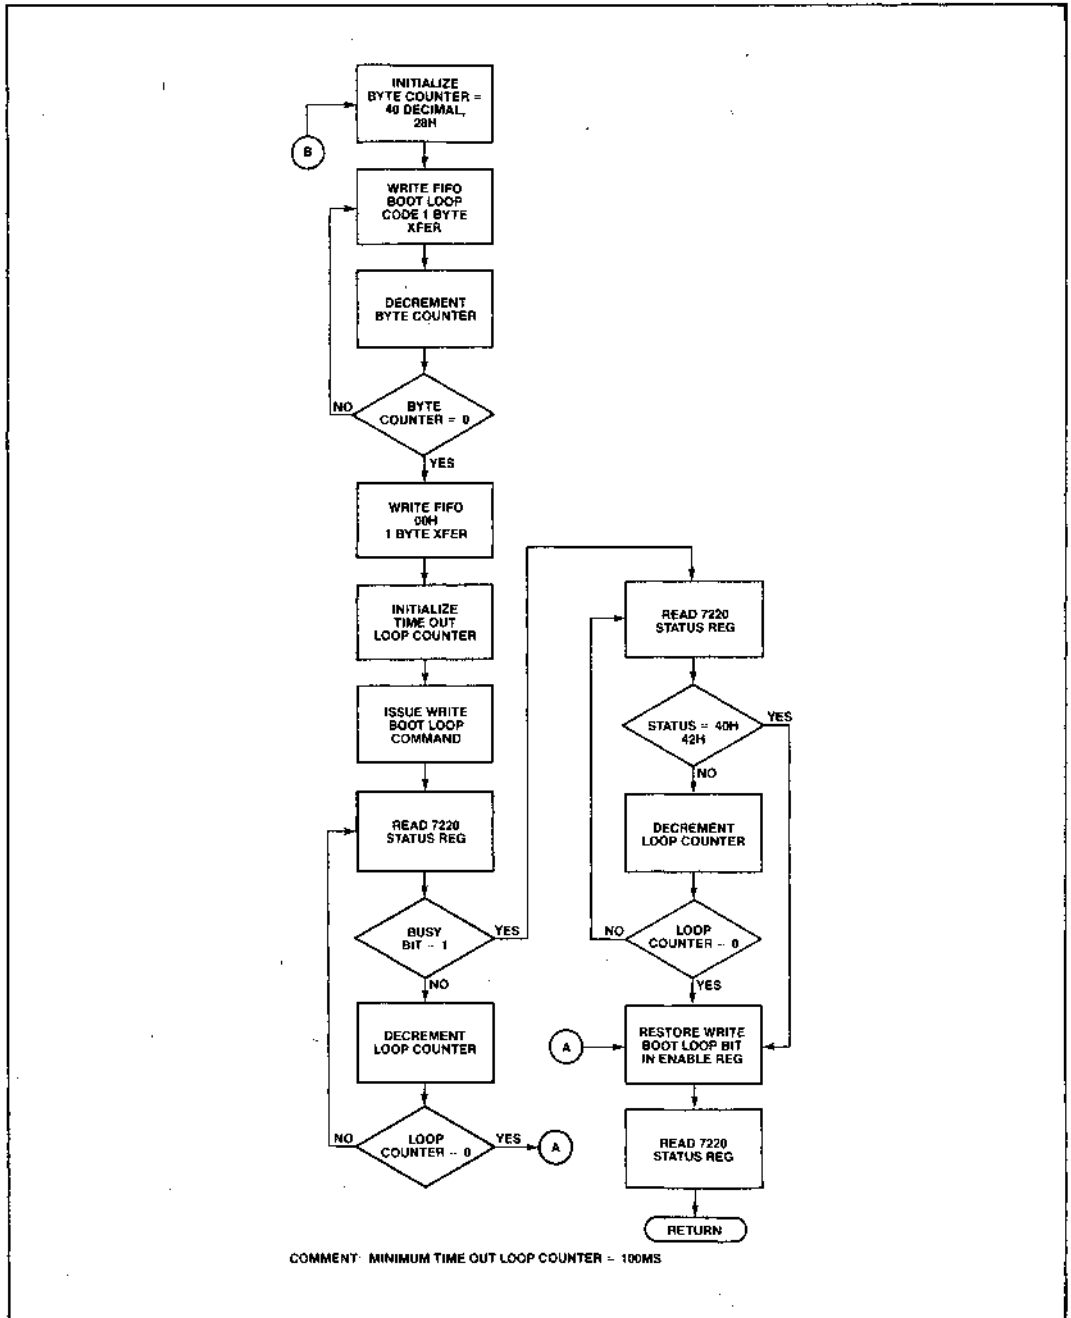 INITIALIZE
BYTE COUNTER =
40 DECIMAL,
28H
B
WRITE FIFO
BOOT LOOP
CODE 1 BYTE
XFER
DECREMENT
BYTE COUNTER
NO
BYTE
COUNTER = 0
YES
WRITE FIFO
00H
1 BYTE XFER
INITIALIZE
TIME OUT
LOOP COUNTER
ISSUE WRITE
BOOT LOOP
COMMAND
READ 7220
STATUS REG
BUSY
BIT = 1
YES
NO
DECREMENT
LOOP COUNTER
NO
LOOP
COUNTER = 0
YES
A
READ 7220
STATUS REG
STATUS = 40H
42H
YES
NO
DECREMENT
LOOP COUNTER
NO
LOOP
COUNTER = 0
YES
A
RESTORE WRITE
BOOT LOOP BIT
IN ENABLE REG
READ 7220
STATUS REG
RETURN
COMMENT: MINIMUM TIME OUT LOOP COUNTER = 100MS